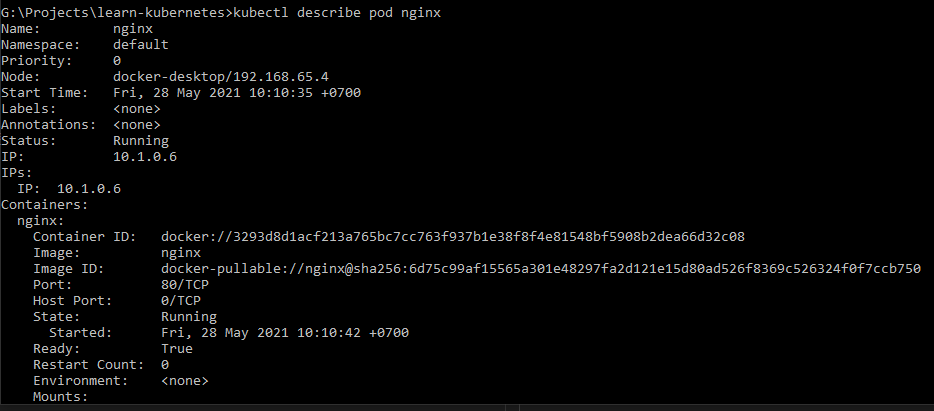 G:\Projects\learn-kubernetes>kubectl describe pod nginx
Name:         nginx
Namespace:    default
Priority:     0
Node:         docker-desktop/192.168.65.4
Start Time:   Fri, 28 May 2021 10:10:35 +0700
Labels:       <none>
Annotations:  <none>
Status:       Running
IP:           10.1.0.6
IPs:
  IP:  10.1.0.6
Containers:
  nginx:
    Container ID:   docker://3293d8d1acf213a765bc7cc763f937b1e38f8f4e81548bf5908b2dea66d32c08
    Image:          nginx
    Image ID:       docker-pullable://nginx@sha256:6d75c99af15565a301e48297fa2d121e15d80ad526f8369c526324f0f7ccb750
    Port:           80/TCP
    Host Port:      0/TCP
    State:          Running
      Started:      Fri, 28 May 2021 10:10:42 +0700
    Ready:          True
    Restart Count:  0
    Environment:    <none>
    Mounts: